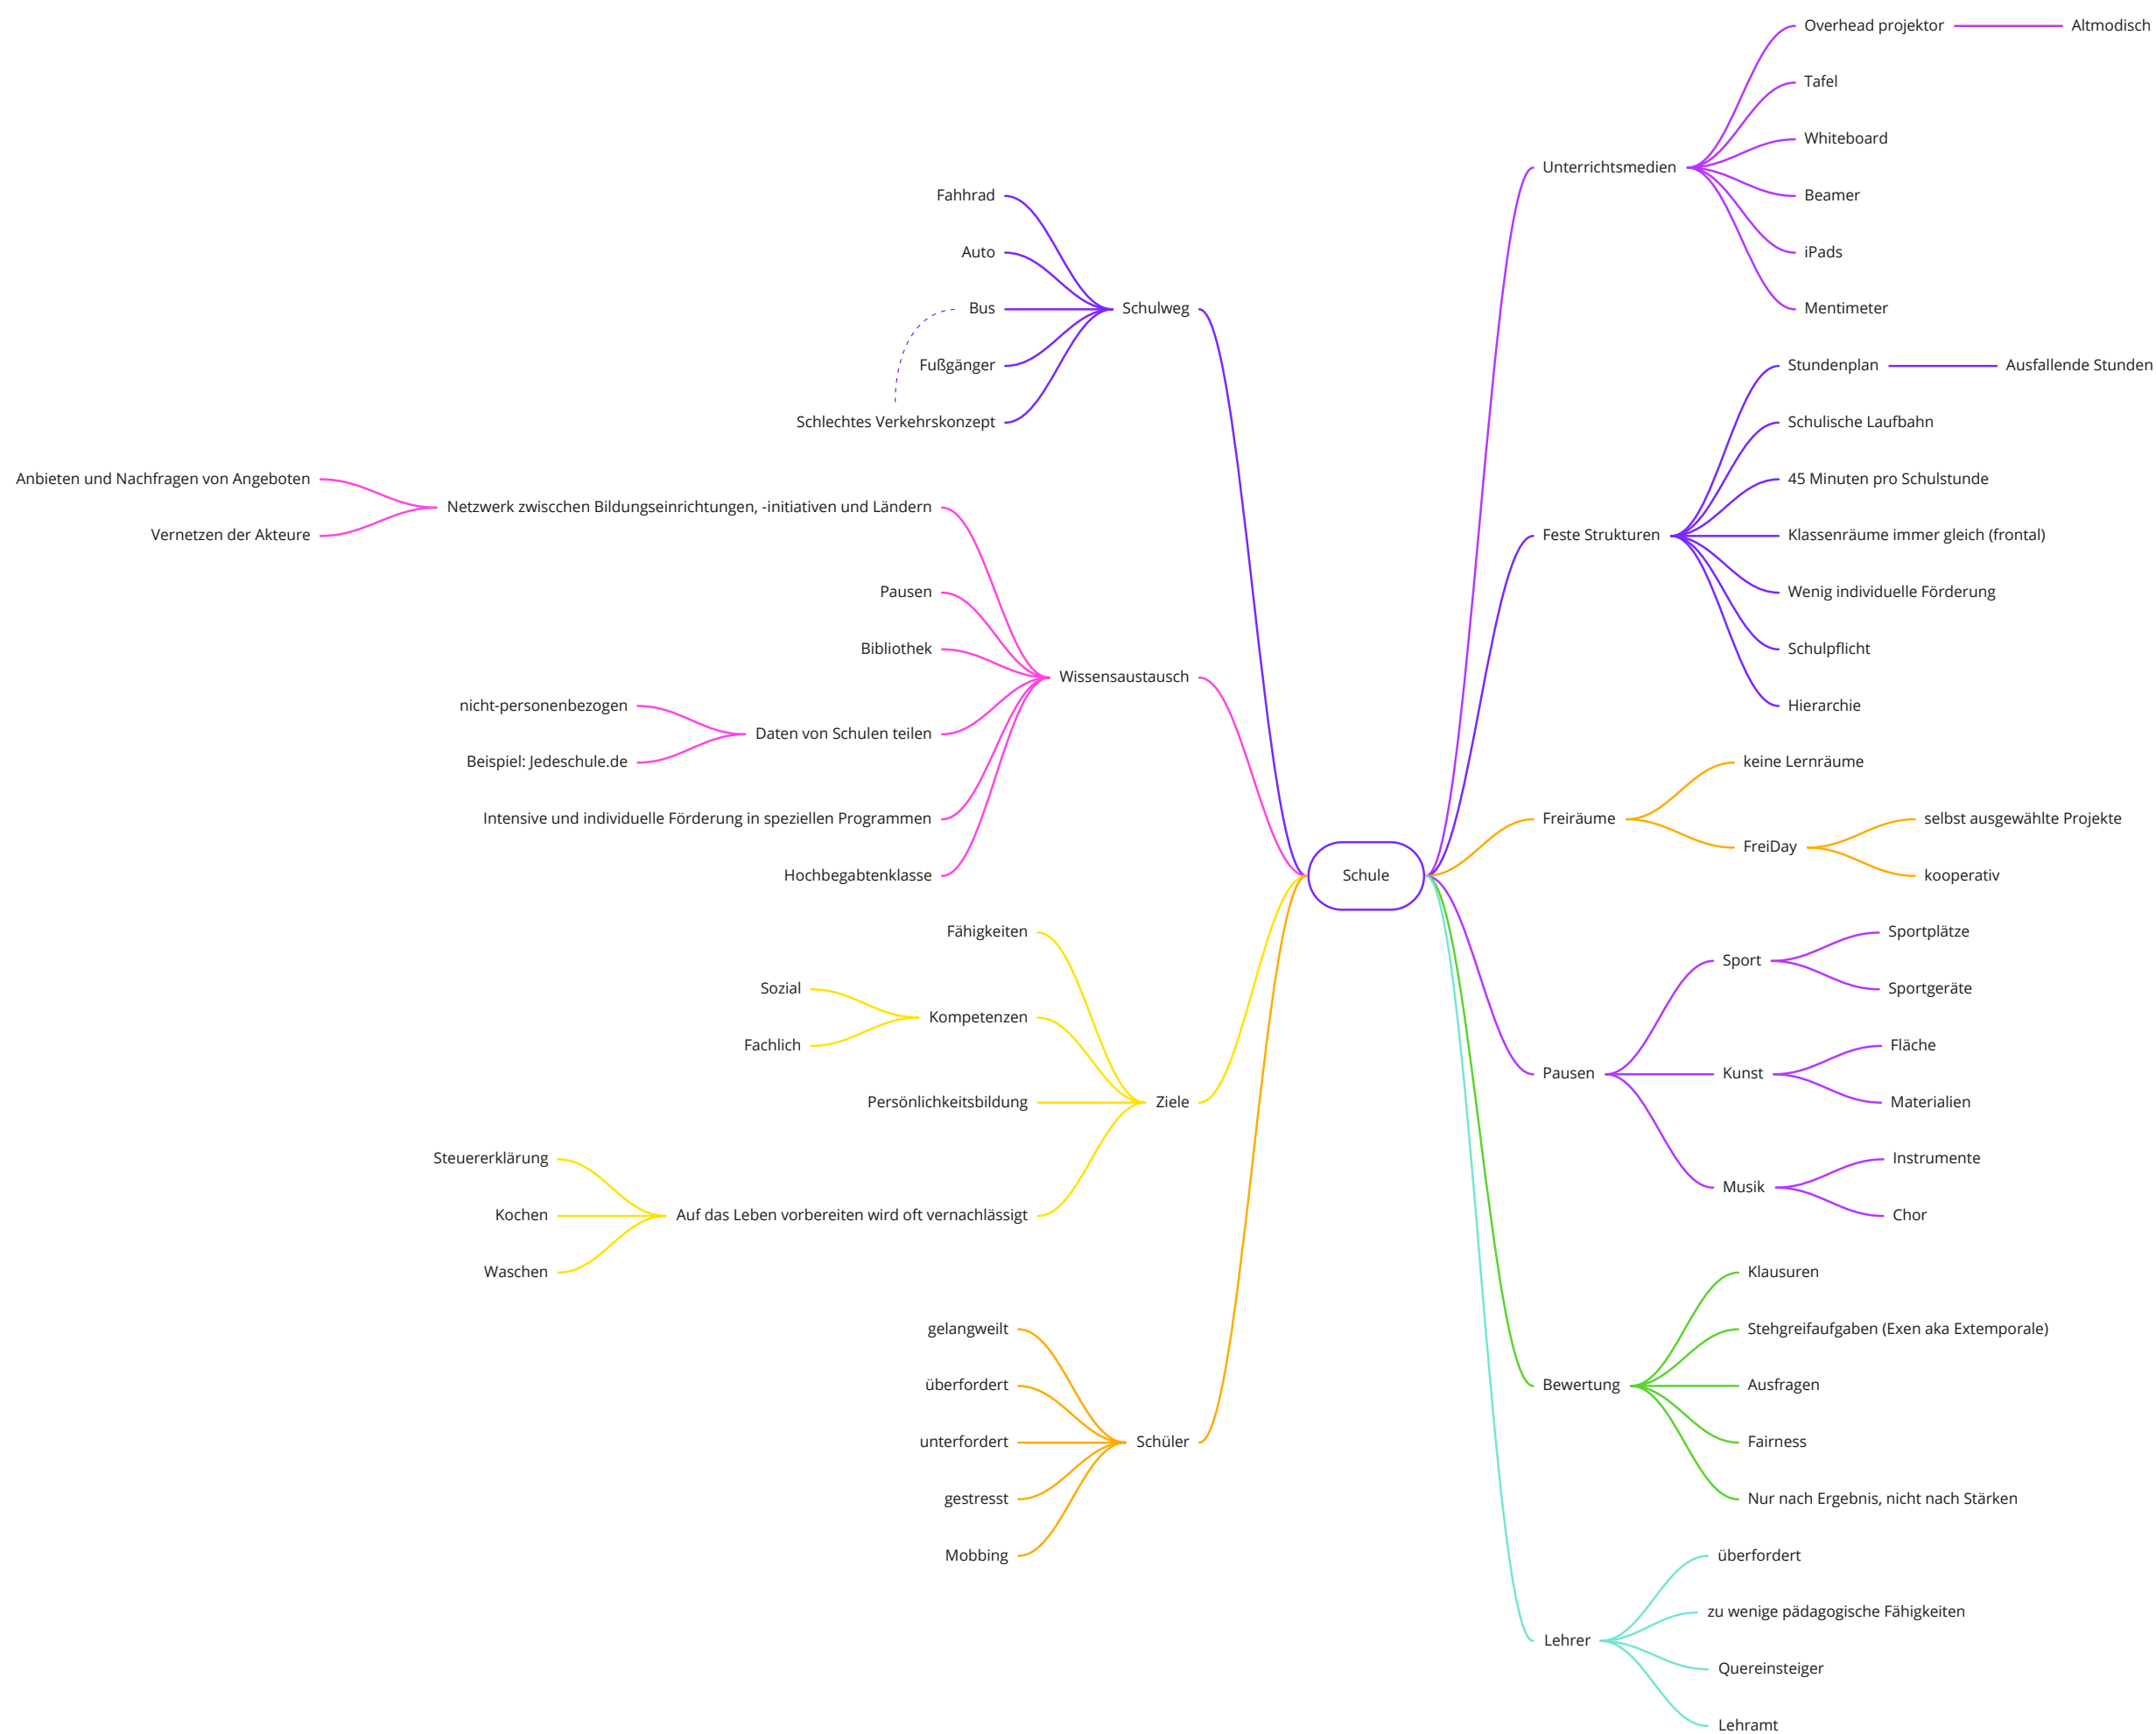 Schule
Unterrichtsmedien
Overhead projektor
Altmodisch
Tafel
Whiteboard
Beamer
iPads
Mentimeter
Feste Strukturen
Stundenplan
Ausfallende Stunden
Schulische Laufbahn
45 Minuten pro Schulstunde
Klassenräume immer gleich (frontal)
Wenig individuelle Förderung
Schulpflicht
Hierarchie
Freiräume
keine Lernräume
FreiDay
selbst ausgewählte Projekte
kooperativ
Pausen
Sport
Sportplätze
Sportgeräte
Kunst
Fläche
Materialien
Musik
Instrumente
Chor
Bewertung
Klausuren
Stehgreifaufgaben (Exen aka Extemporale)
Ausfragen
Fairness
Nur nach Ergebnis, nicht nach Stärken
Lehrer
überfordert
zu wenige pädagogische Fähigkeiten
Quereinsteiger
Lehramt
Schulweg
Fahhrad
Auto
Bus
Fußgänger
Schlechtes Verkehrskonzept
Wissensaustausch
Netzwerk zwiscchen Bildungseinrichtungen, -initiativen und Ländern
Anbieten und Nachfragen von Angeboten
Vernetzen der Akteure
Pausen
Bibliothek
Daten von Schulen teilen
nicht-personenbezogen
Beispiel: Jedeschule.de
Intensive und individuelle Förderung in speziellen Programmen
Hochbegabtenklasse
Ziele
Fähigkeiten
Kompetenzen
Sozial
Fachlich
Persönlichkeitsbildung
Auf das Leben vorbereiten wird oft vernachlässigt
Steuererklärung
Kochen
Waschen
Schüler
gelangweilt
überfordert
unterfordert
gestresst
Mobbing